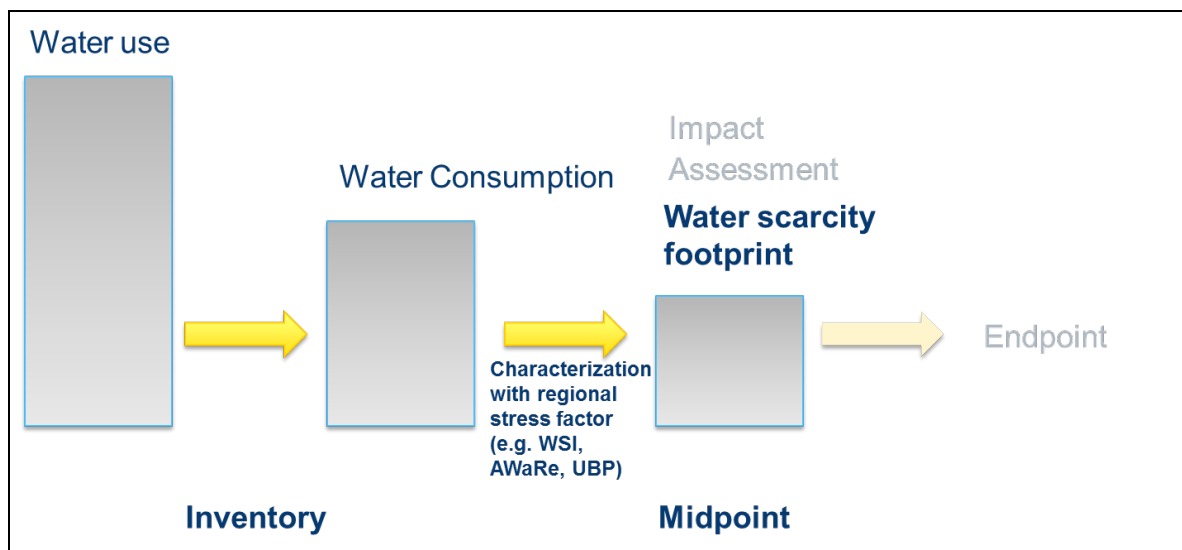 Water use
Water Consumption
Impact
Assessment
Water scarcity
footprint
Endpoint
Characterization
with regional
stress factor
(e.g. WSI,
AWaRe, UBP)
Inventory
Midpoint